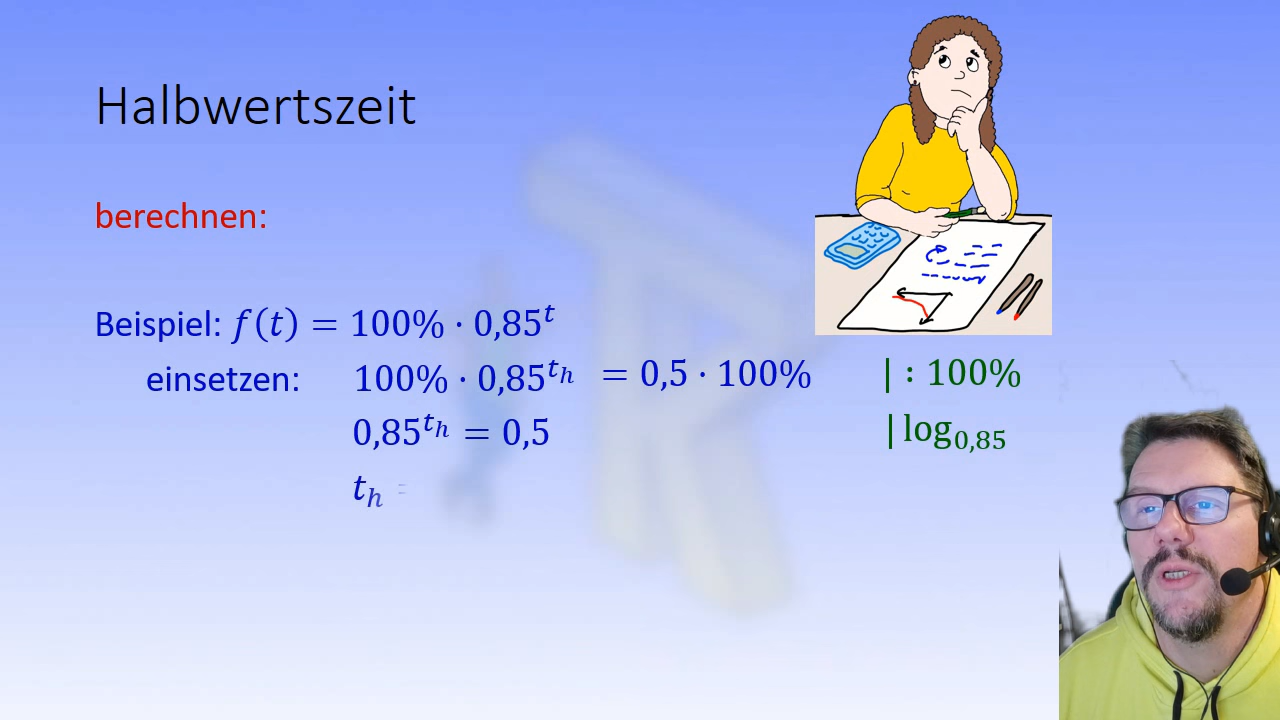 Halbwertszeit
berechnen:
Beispiel: f(t) = 100% · 0,85^t
einsetzen: 100% · 0,85^{t_h} = 0,5 · 100% | : 100%
0,85^{t_h} = 0,5 | log_{0,85}
t_h =